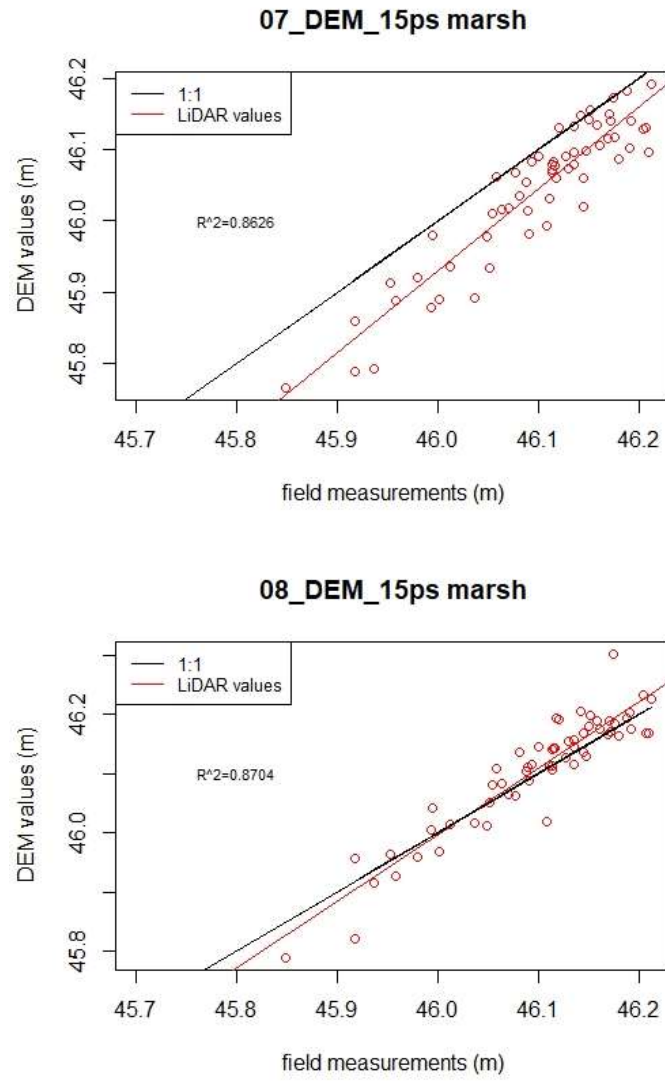 07_DEM_15ps marsh
1:1
LiDAR values
R^2=0.8626
DEM values (m)
46.2
46.1
46.0
45.9
45.8
45.7 45.8 45.9 46.0 46.1 46.2
field measurements (m)
08_DEM_15ps marsh
1:1
LiDAR values
R^2=0.8704
DEM values (m)
46.2
46.0
45.8
45.7 45.8 45.9 46.0 46.1 46.2
field measurements (m)